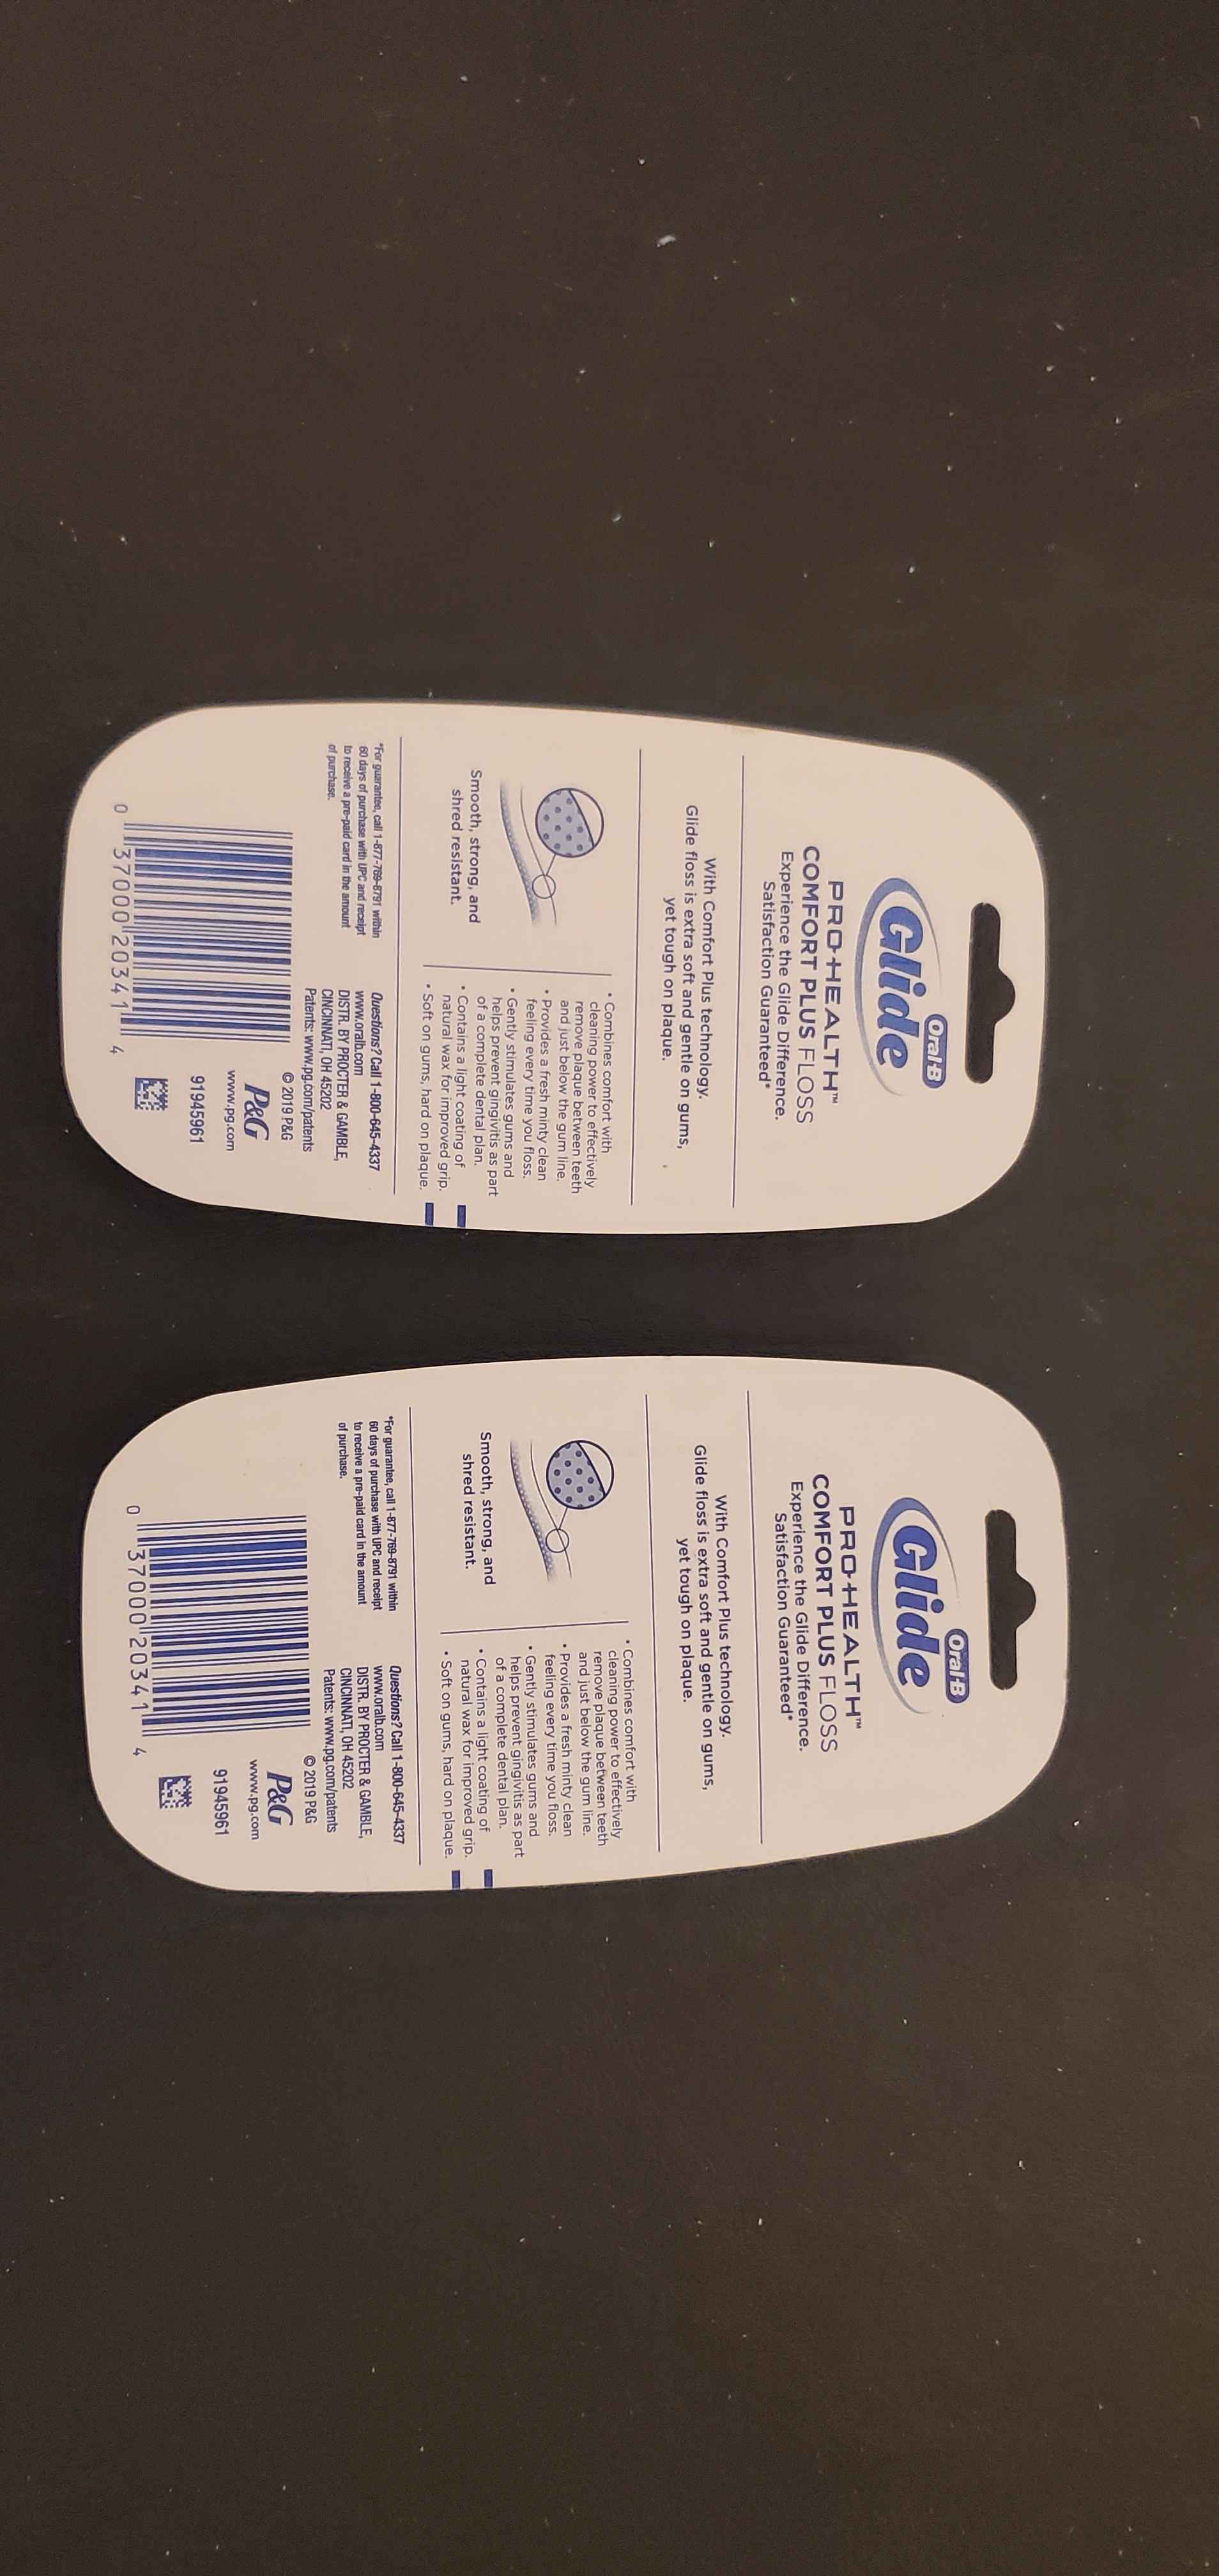 Oral-B
Glide
PRO-HEALTH™
COMFORT PLUS FLOSS
Experience the Glide Difference.
Satisfaction Guaranteed*
With Comfort Plus technology.
Glide floss is extra soft and gentle on gums,
yet tough on plaque.
Smooth, strong, and
shred resistant.
• Combines comfort with
cleaning power to effectively
remove plaque between teeth
and just below the gum line.
• Provides a fresh minty clean
feeling every time you floss.
• Gently stimulates gums and
helps prevent gingivitis as part
of a complete dental plan.
• Contains a light coating of
natural wax for improved grip.
• Soft on gums, hard on plaque.
*For guarantee, call 1-877-769-8791 within
60 days of purchase with UPC and receipt
to receive a pre-paid card in the amount
of purchase.
Questions? Call 1-800-645-4337
www.oralb.com
DISTR. BY PROCTER & GAMBLE,
CINCINNATI, OH 45202
Patents: www.pg.com/patents
© 2019 P&G
P&G
www.pg.com
91945961
0 37000 20341 4
Oral-B
Glide
PRO-HEALTH™
COMFORT PLUS FLOSS
Experience the Glide Difference.
Satisfaction Guaranteed*
With Comfort Plus technology.
Glide floss is extra soft and gentle on gums,
yet tough on plaque.
Smooth, strong, and
shred resistant.
• Combines comfort with
cleaning power to effectively
remove plaque between teeth
and just below the gum line.
• Provides a fresh minty clean
feeling every time you floss.
• Gently stimulates gums and
helps prevent gingivitis as part
of a complete dental plan.
• Contains a light coating of
natural wax for improved grip.
• Soft on gums, hard on plaque.
*For guarantee, call 1-877-769-8791 within
60 days of purchase with UPC and receipt
to receive a pre-paid card in the amount
of purchase.
Questions? Call 1-800-645-4337
www.oralb.com
DISTR. BY PROCTER & GAMBLE,
CINCINNATI, OH 45202
Patents: www.pg.com/patents
© 2019 P&G
P&G
www.pg.com
91945961
0 37000 20341 4